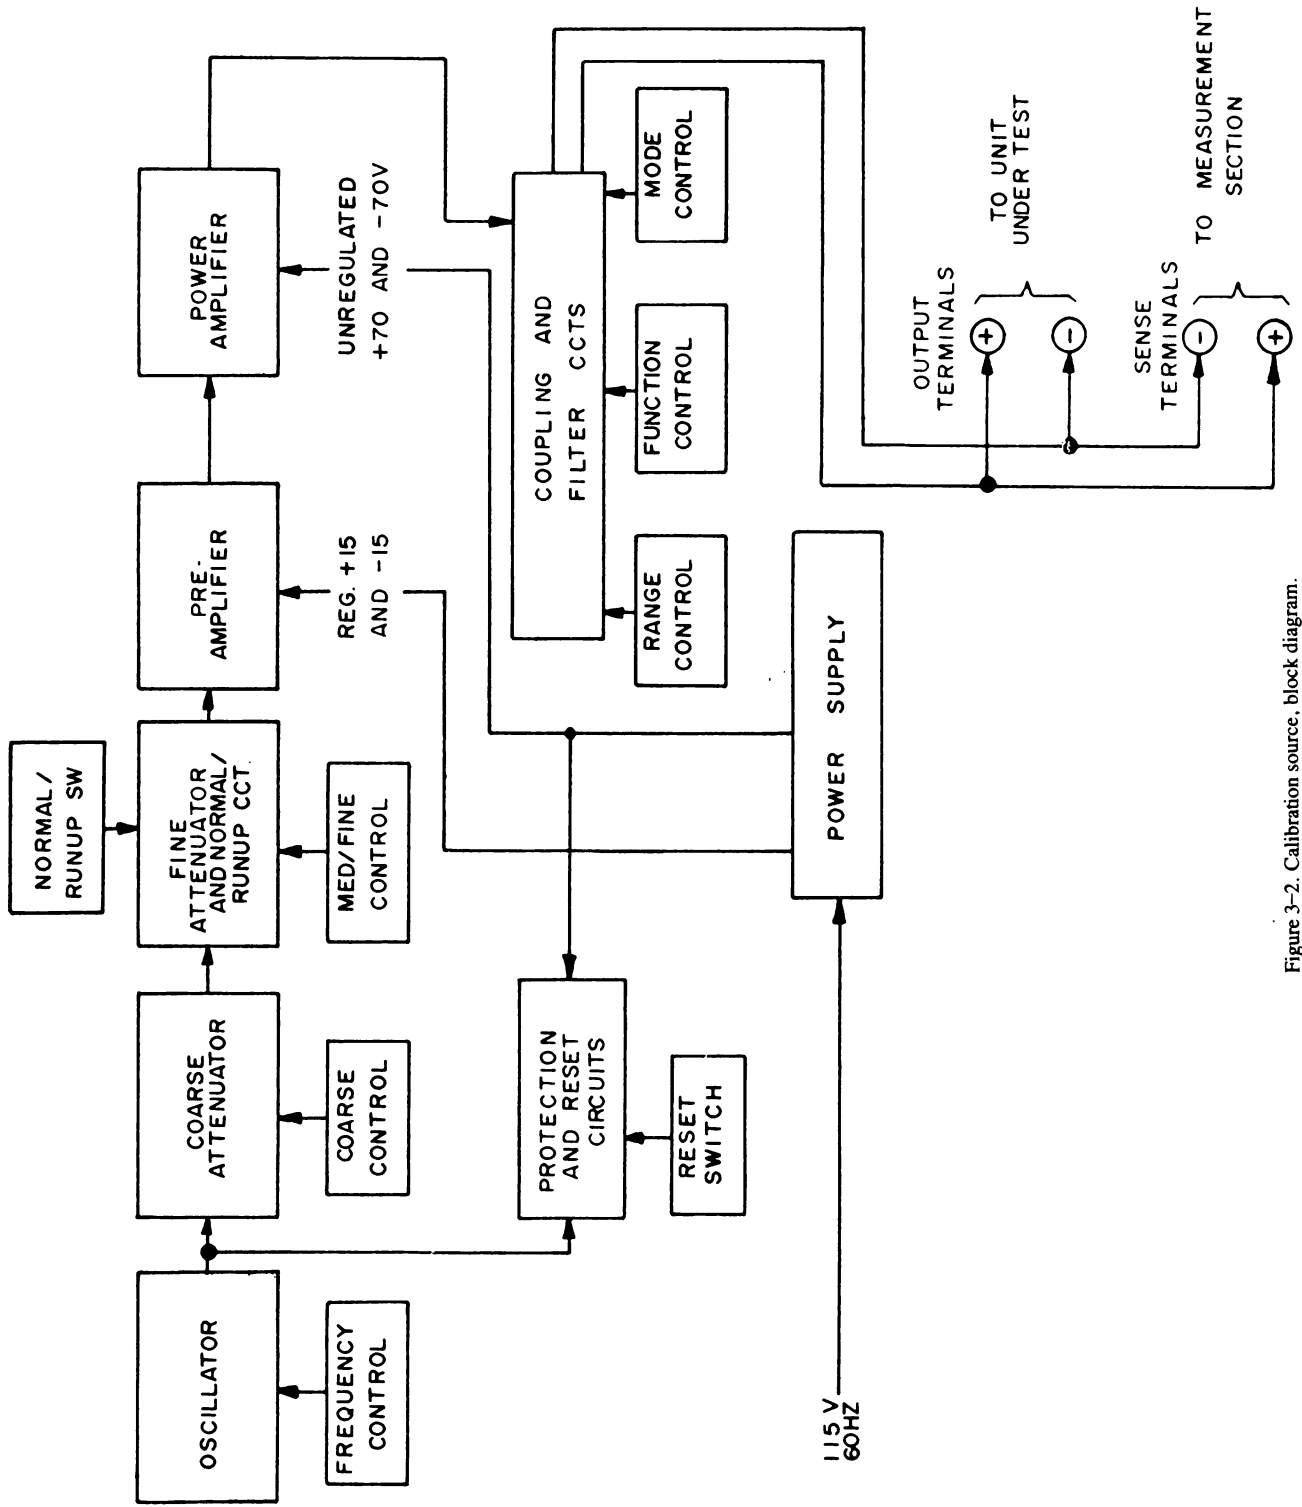 NORMAL/
RUNUP SW
OSCILLATOR
COARSE
ATTENUATOR
FINE
ATTENUATOR
AND NORMAL/
RUNUP CCT.
PRE-
AMPLIFIER
POWER
AMPLIFIER
FREQUENCY
CONTROL
COARSE
CONTROL
MED/FINE
CONTROL
REG. +15
AND -15
UNREGULATED
+70 AND -70V
PROTECTION
AND RESET
CIRCUITS
RESET
SWITCH
COUPLING AND
FILTER CCTS
RANGE
CONTROL
FUNCTION
CONTROL
MODE
CONTROL
115 V
60HZ
POWER SUPPLY
OUTPUT
TERMINALS
+
-
TO UNIT
UNDER TEST
SENSE
TERMINALS
-
+
TO MEASUREMENT
SECTION
Figure 3-2. Calibration source, block diagram.